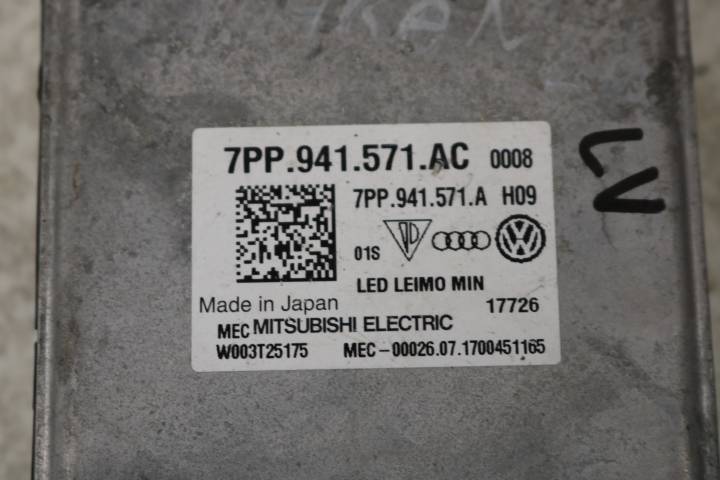 7PP.941.571.AC 0008
7PP.941.571.A H09
01S
LED LEIMO MIN
Made in Japan 17726
MEC MITSUBISHI ELECTRIC
W003T25175 MEC-00026.07.1700451165